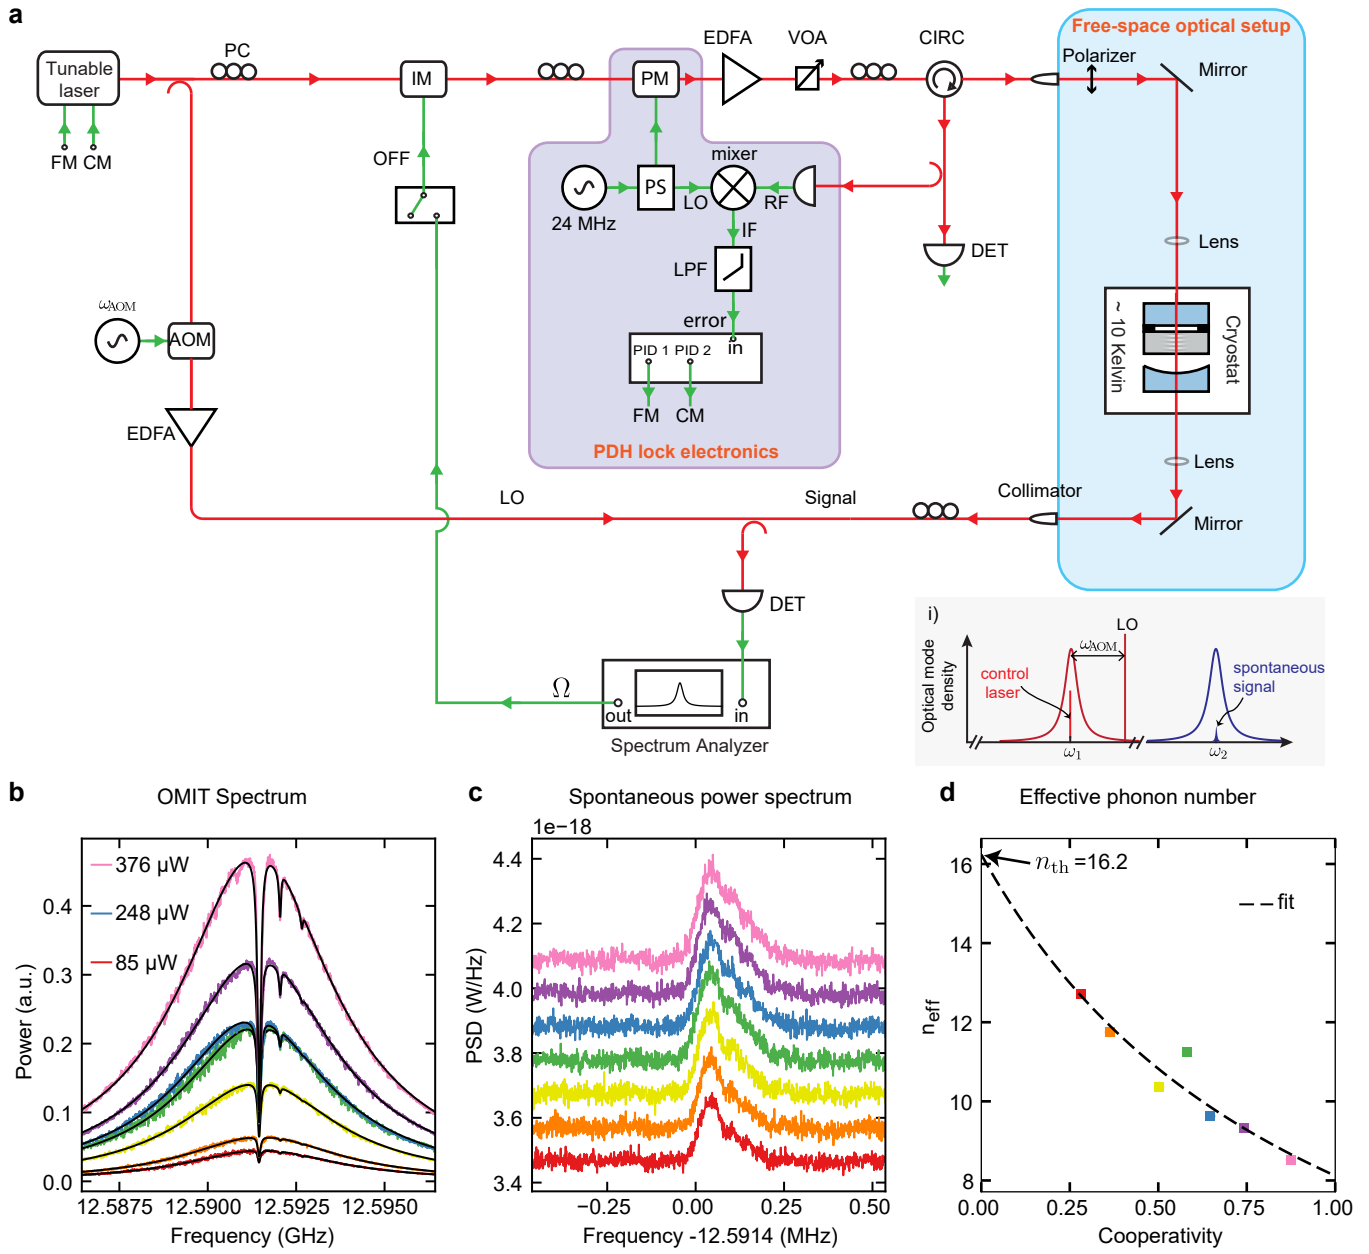 a
Free-space optical setup
Tunable
laser
FM CM
PC
IM
PM
EDFA
VOA
CIRC
Polarizer
Mirror
OFF
24 MHz
PS
LO
mixer
RF
IF
LPF
error
in
PID 1
PID 2
FM
CM
PDH lock electronics
DET
Lens
~ 10 Kelvin
Cryostat
Lens
Mirror
ω_AOM
AOM
EDFA
LO
Signal
Collimator
DET
Ω
out
in
Spectrum Analyzer
i)
Optical mode
density
control
laser
ω_AOM
LO
spontaneous
signal
ω₁
ω₂
b
OMIT Spectrum
376 μW
248 μW
85 μW
Power (a.u.)
0.4
0.3
0.2
0.1
0.0
12.5875
12.5900
12.5925
12.5950
Frequency (GHz)
c
Spontaneous power spectrum
1e−18
PSD (W/Hz)
4.4
4.2
4.0
3.8
3.6
3.4
−0.25
0.00
0.25
0.50
Frequency -12.5914 (MHz)
d
Effective phonon number
n_th =16.2
fit
n_eff
16
14
12
10
8
0.00
0.25
0.50
0.75
1.00
Cooperativity